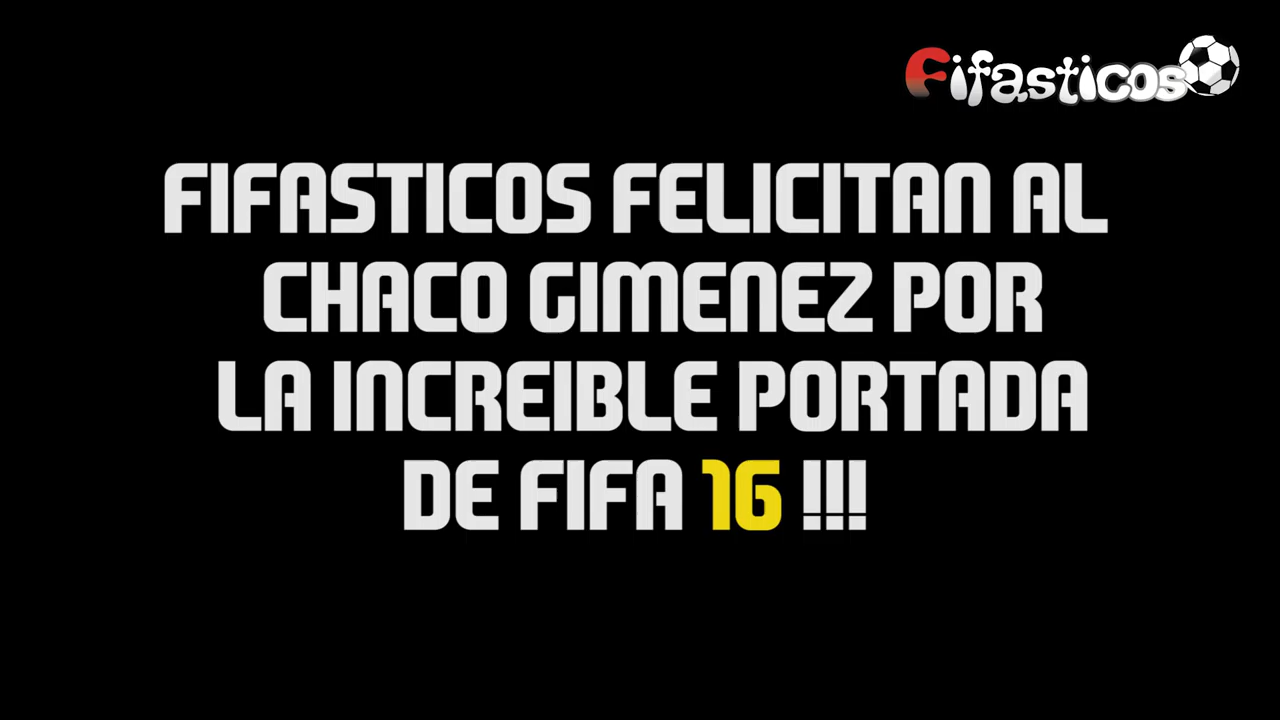 Fifasticos
FIFASTICOS FELICITAN AL
CHACO GIMENEZ POR
LA INCREIBLE PORTADA
DE FIFA 16 !!!